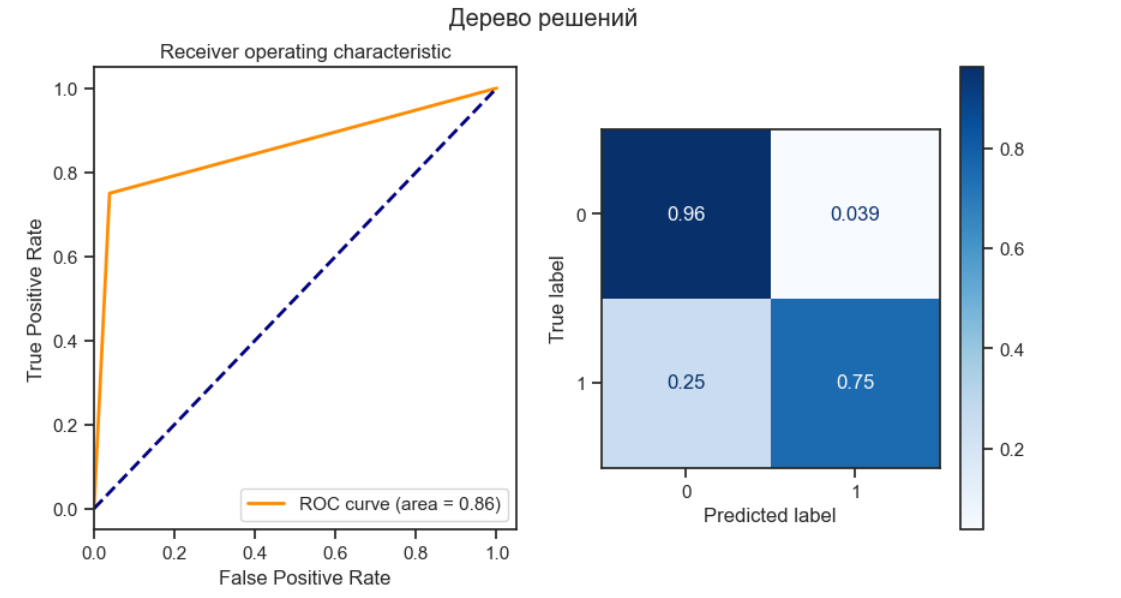 Дерево решений
Receiver operating characteristic
True Positive Rate
1.0
0.8
0.6
0.4
0.2
0.0
0.0 0.2 0.4 0.6 0.8 1.0
False Positive Rate
ROC curve (area = 0.86)
True label
0
1
0.96 0.039
0.25 0.75
0 1
Predicted label
0.8
0.6
0.4
0.2